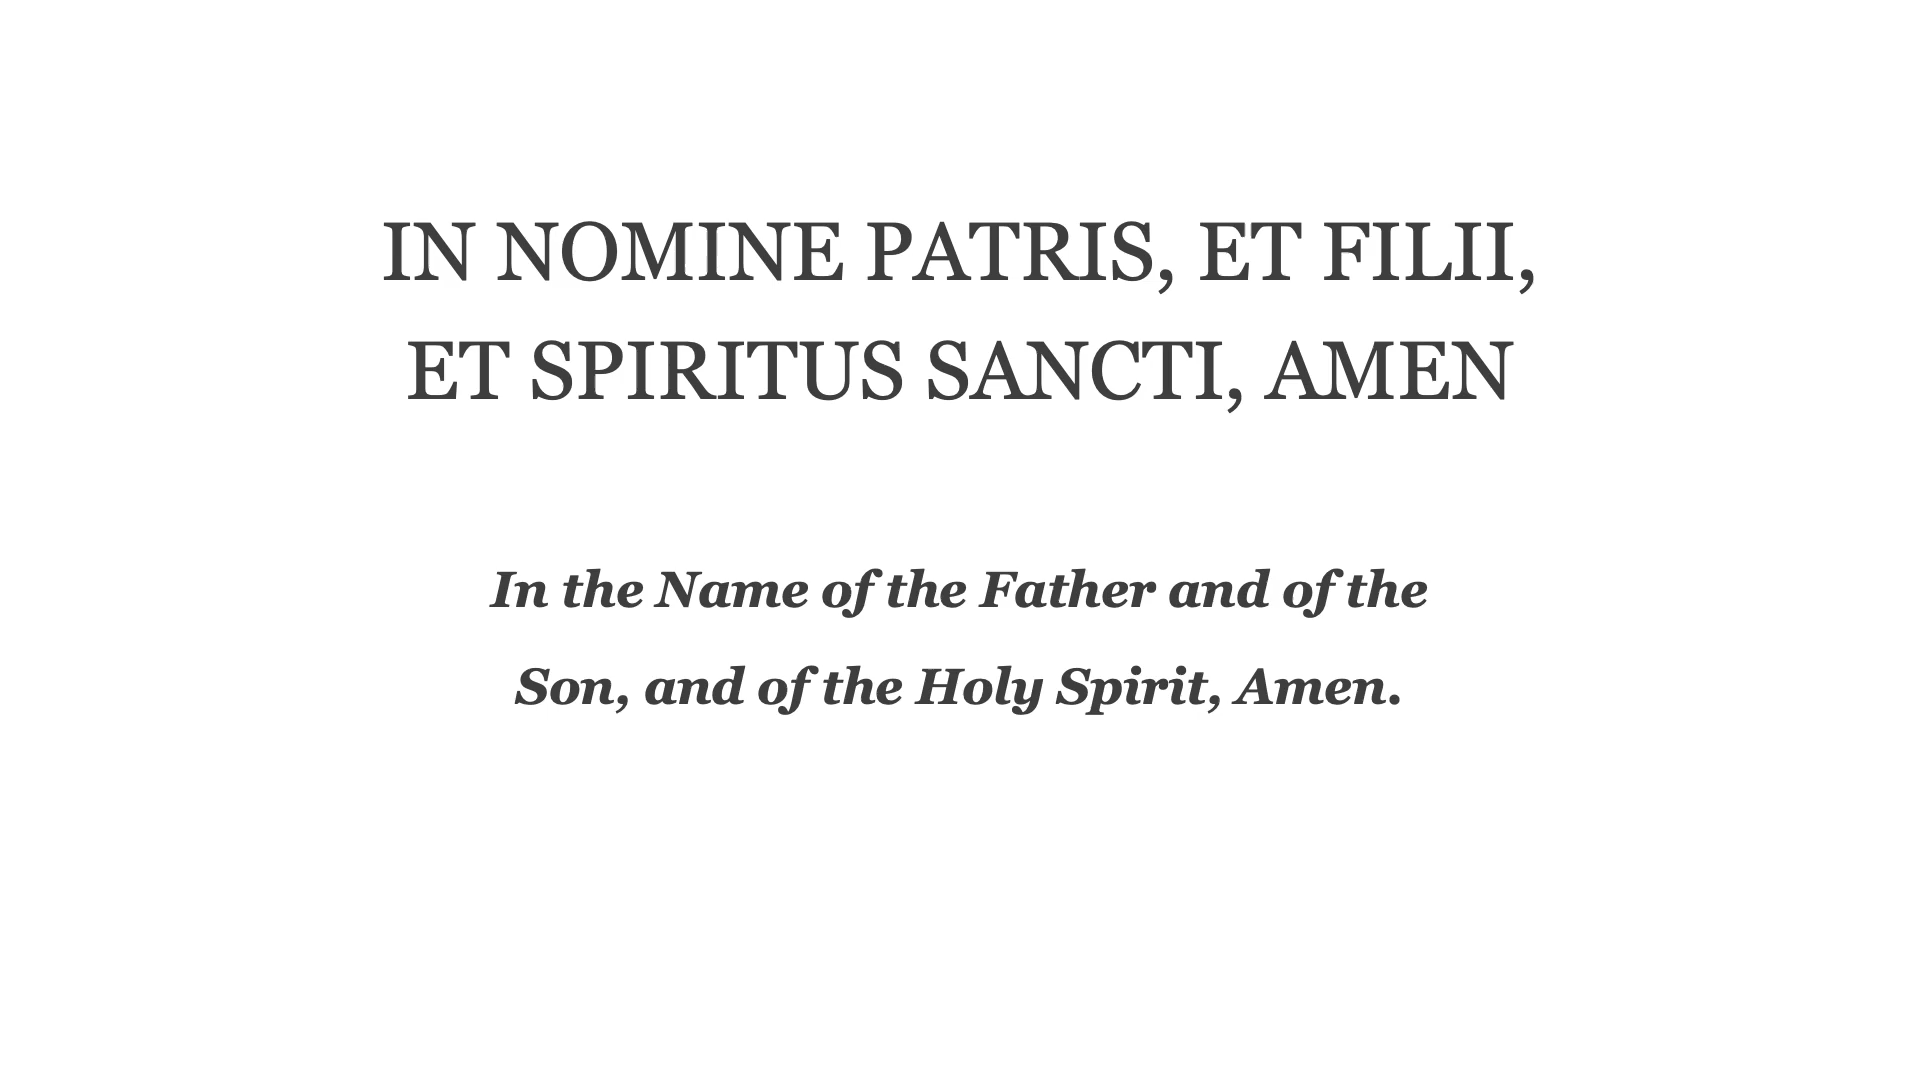 IN NOMINE PATRIS, ET FILII,
ET SPIRITUS SANCTI, AMEN
In the Name of the Father and of the
Son, and of the Holy Spirit, Amen.